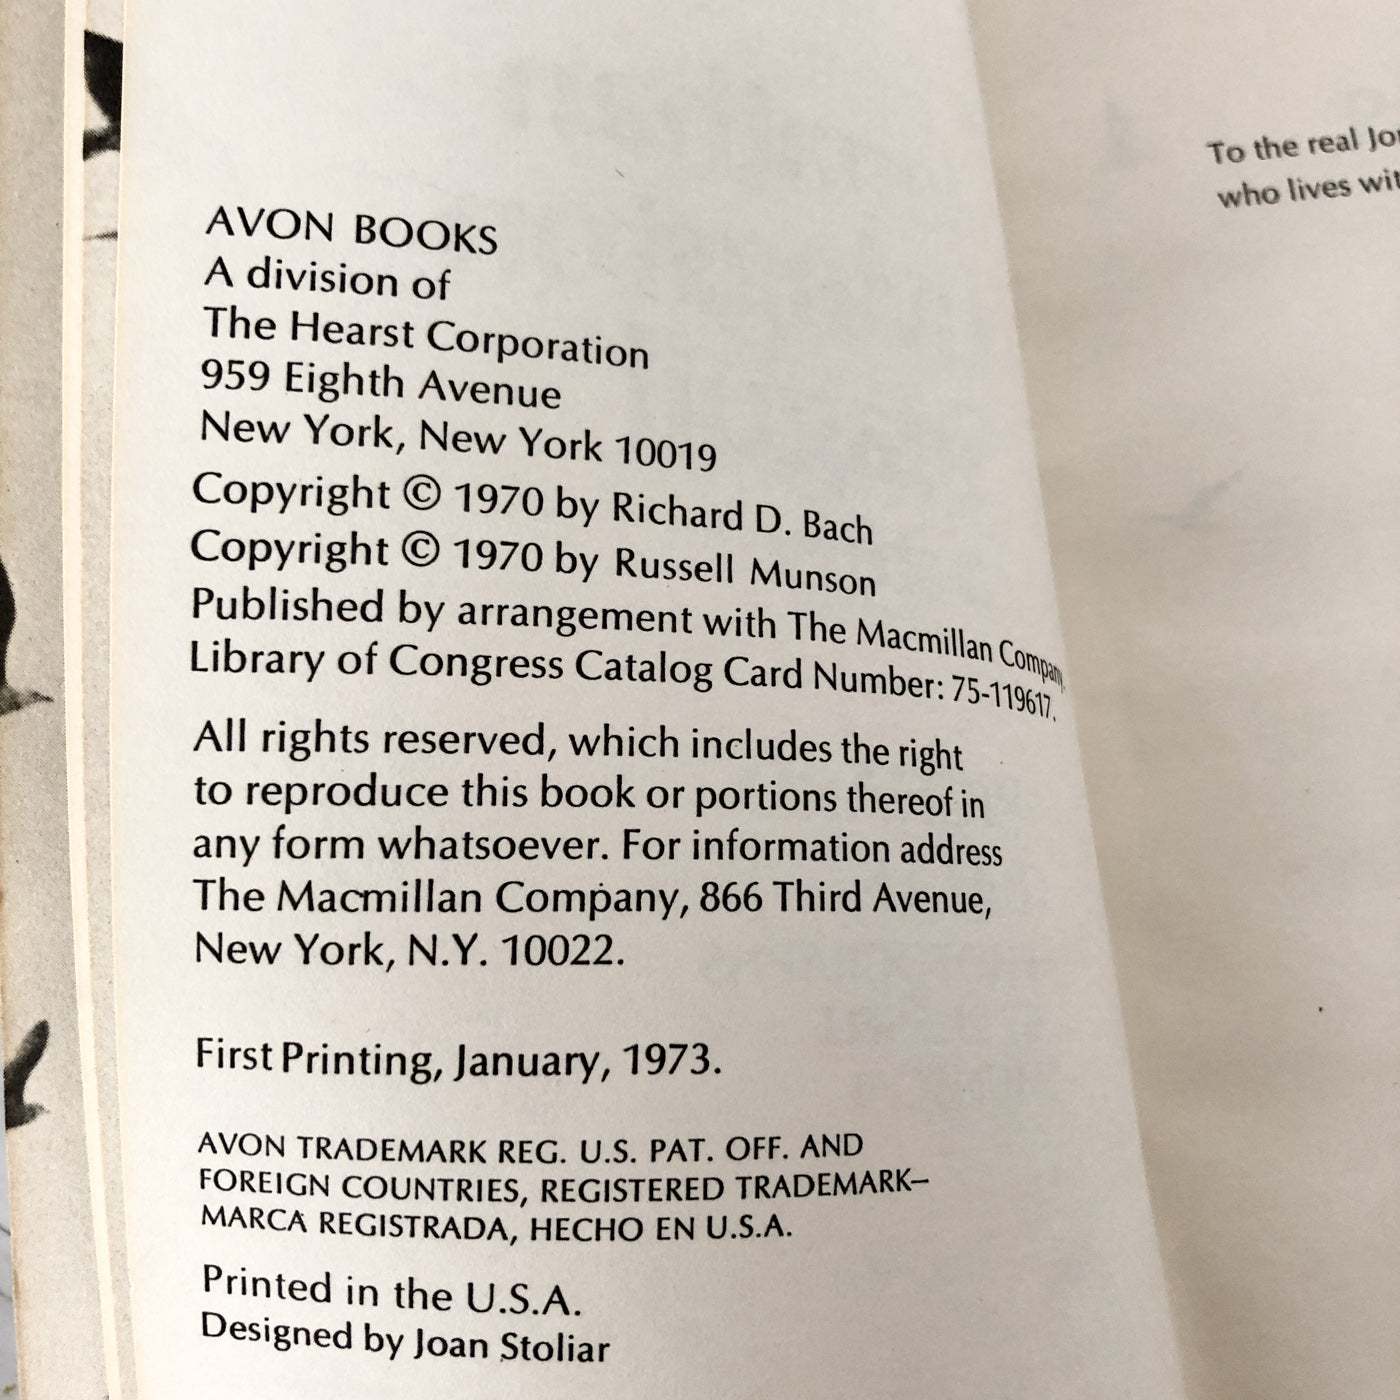 AVON BOOKS
A division of
The Hearst Corporation
959 Eighth Avenue
New York, New York 10019
Copyright © 1970 by Richard D. Bach
Copyright © 1970 by Russell Munson
Published by arrangement with The Macmillan Company.
Library of Congress Catalog Card Number: 75-119617.
All rights reserved, which includes the right
to reproduce this book or portions thereof in
any form whatsoever. For information address
The Macmillan Company, 866 Third Avenue,
New York, N.Y. 10022.
First Printing, January, 1973.
AVON TRADEMARK REG. U.S. PAT. OFF. AND
FOREIGN COUNTRIES, REGISTERED TRADEMARK—
MARCA REGISTRADA, HECHO EN U.S.A.
Printed in the U.S.A.
Designed by Joan Stoliar
To the real
who lives